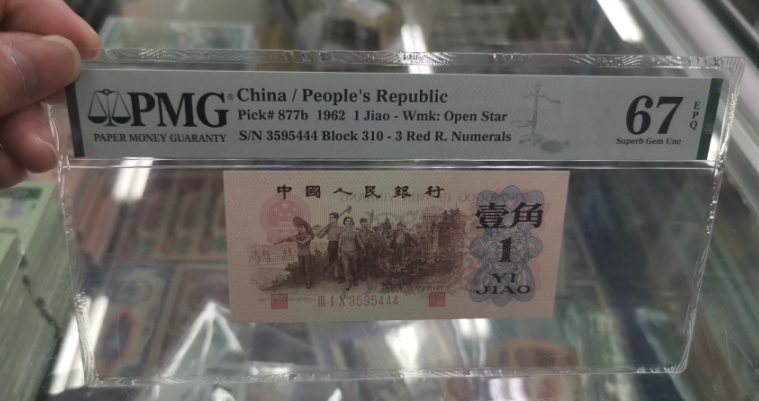 PMG®
PAPER MONEY GUARANTY
China / People's Republic
Pick# 877b 1962 1 Jiao - Wmk: Open Star
S/N 3595444 Block 310 - 3 Red R. Numerals
67
EPQ
Superb Gem Unc
中國人民銀行
壹角
1
YI
JIAO
III I X 3595444